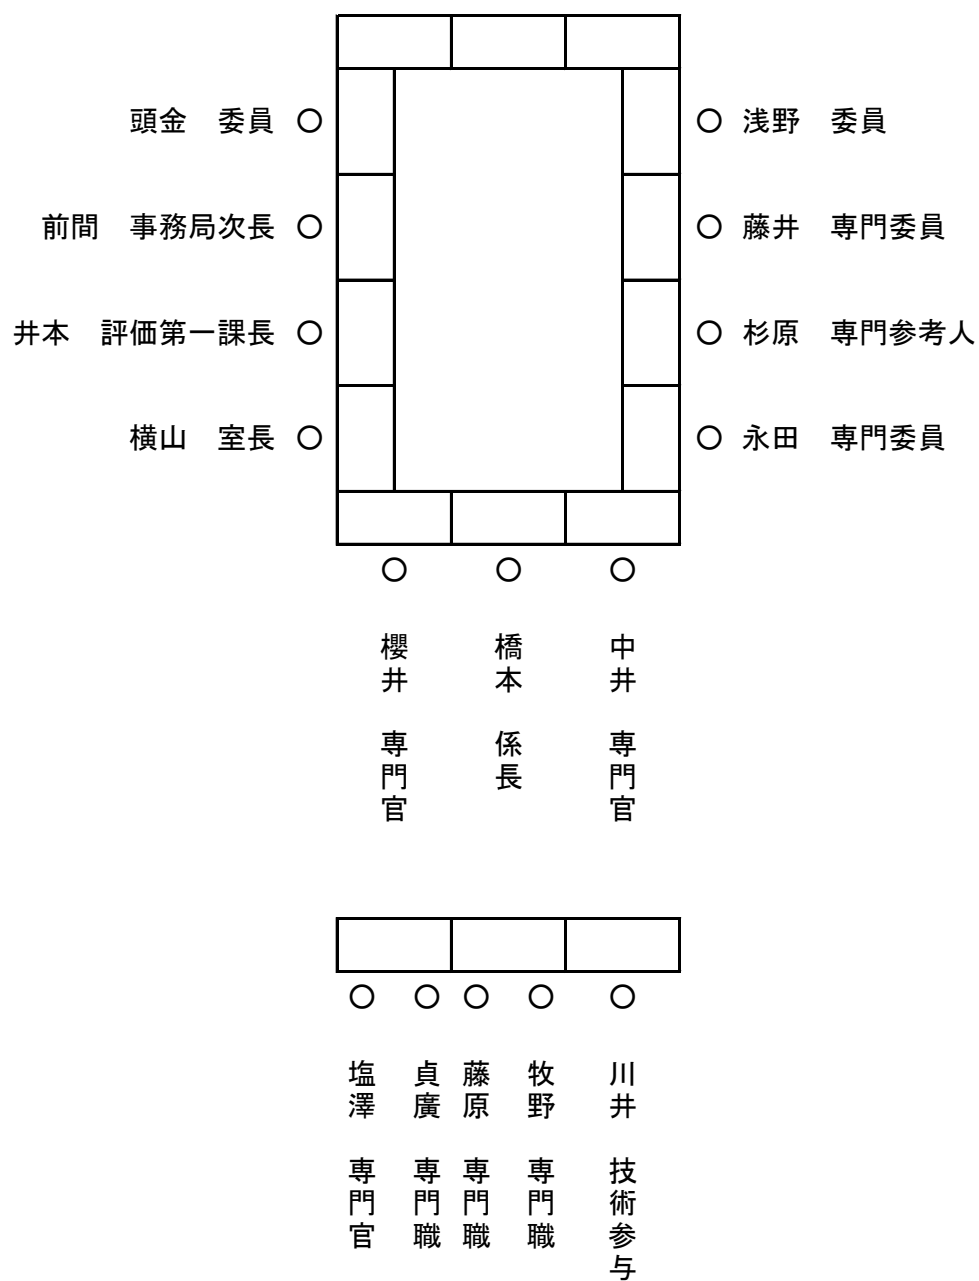 頭金　委員 ○
○ 浅野　委員
前間　事務局次長 ○
○ 藤井　専門委員
井本　評価第一課長 ○
○ 杉原　専門参考人
横山　室長 ○
○ 永田　専門委員
○ ○ ○
櫻井　専門官
橋本　係長
中井　専門官
○ ○ ○ ○ ○
塩澤　専門官
貞廣　専門職
藤原　専門職
牧野　専門職
川井　技術参与